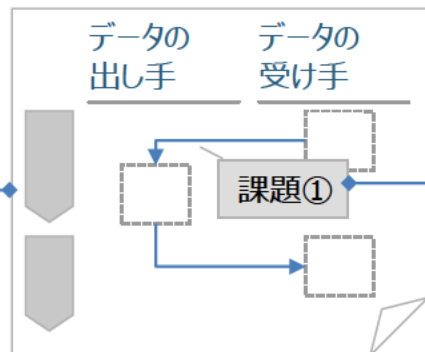 データの
出し手
データの
受け手
課題①